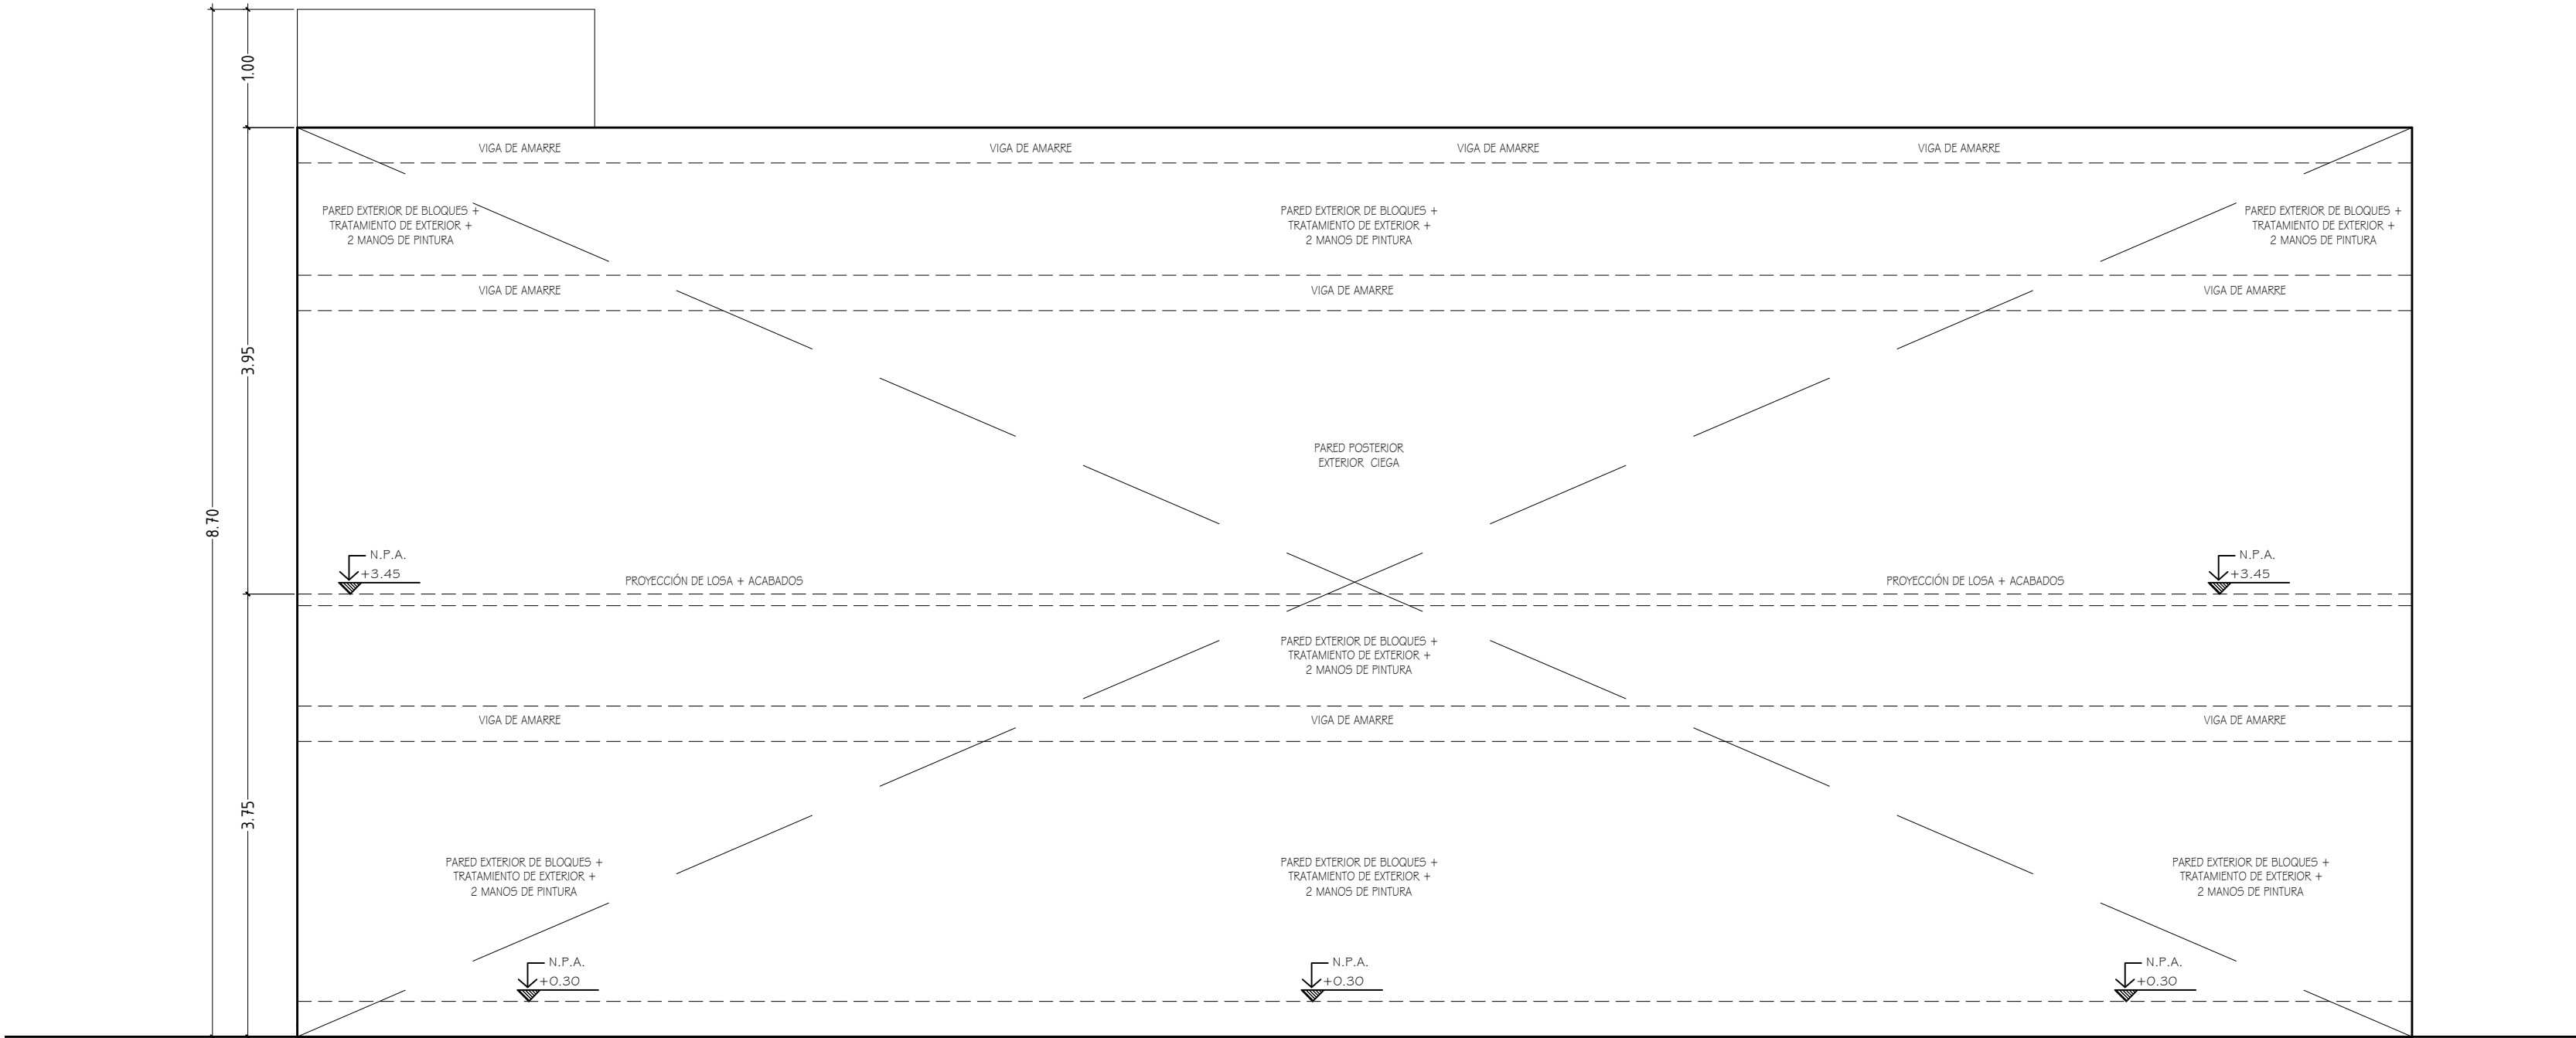 1.00
VIGA DE AMARRE
VIGA DE AMARRE
VIGA DE AMARRE
VIGA DE AMARRE
PARED EXTERIOR DE BLOQUES +
TRATAMIENTO DE EXTERIOR +
2 MANOS DE PINTURA
PARED EXTERIOR DE BLOQUES +
TRATAMIENTO DE EXTERIOR +
2 MANOS DE PINTURA
PARED EXTERIOR DE BLOQUES +
TRATAMIENTO DE EXTERIOR +
2 MANOS DE PINTURA
VIGA DE AMARRE
VIGA DE AMARRE
VIGA DE AMARRE
3.95
PARED POSTERIOR
EXTERIOR CIEGA
8.70
N.P.A.
+3.45
PROYECCIÓN DE LOSA + ACABADOS
PROYECCIÓN DE LOSA + ACABADOS
N.P.A.
+3.45
PARED EXTERIOR DE BLOQUES +
TRATAMIENTO DE EXTERIOR +
2 MANOS DE PINTURA
VIGA DE AMARRE
VIGA DE AMARRE
VIGA DE AMARRE
3.75
PARED EXTERIOR DE BLOQUES +
TRATAMIENTO DE EXTERIOR +
2 MANOS DE PINTURA
PARED EXTERIOR DE BLOQUES +
TRATAMIENTO DE EXTERIOR +
2 MANOS DE PINTURA
PARED EXTERIOR DE BLOQUES +
TRATAMIENTO DE EXTERIOR +
2 MANOS DE PINTURA
N.P.A.
+0.30
N.P.A.
+0.30
N.P.A.
+0.30